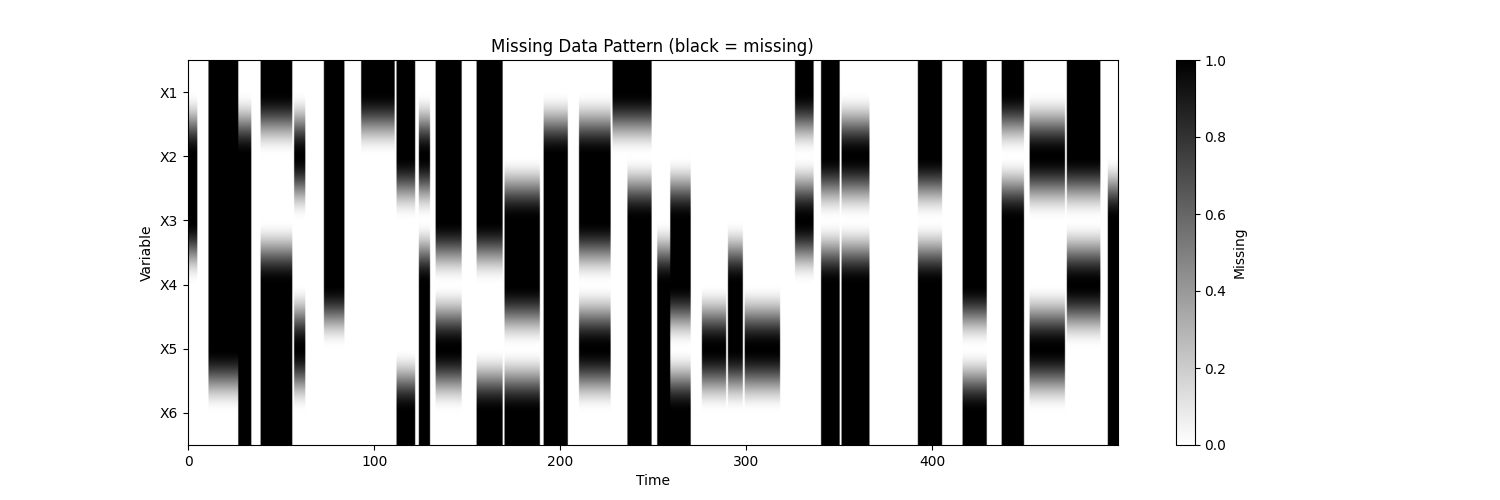 Missing Data Pattern (black = missing)
X1
X2
X3
X4
X5
X6
Variable
0 100 200 300 400
Time
1.0
0.8
0.6
0.4
0.2
0.0
Missing